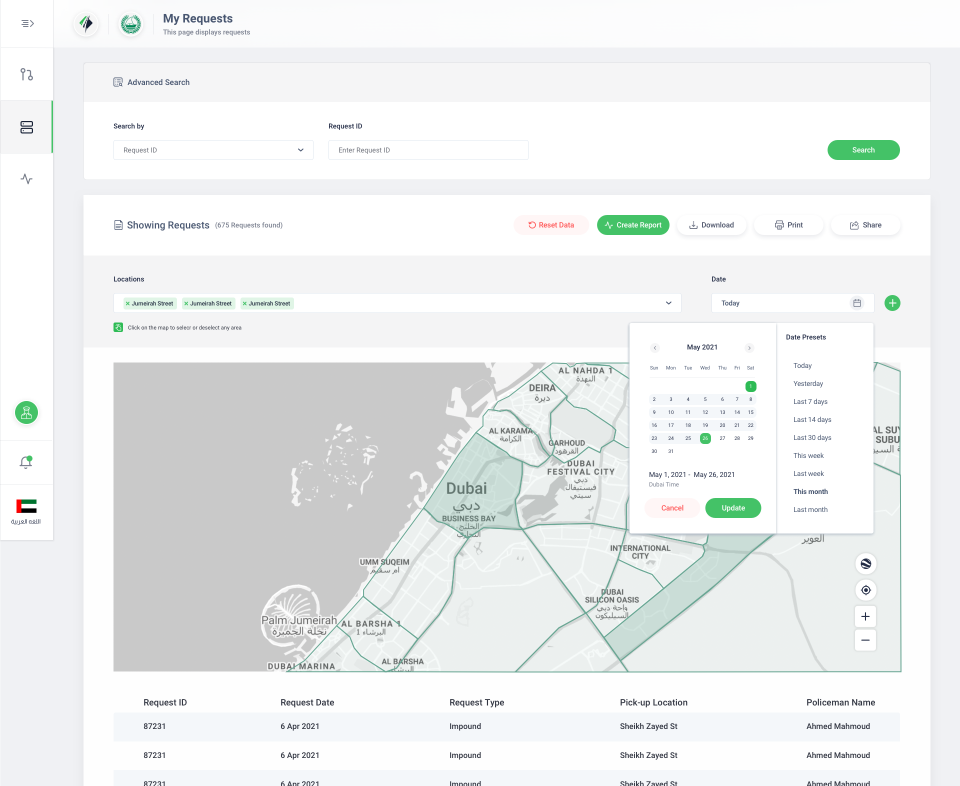 My Requests
This page displays requests
Advanced Search
Search by
Request ID
Request ID
Enter Request ID
Search
Showing Requests (675 Requests found)
Reset Data
Create Report
Download
Print
Share
Locations
× Jumeirah Street × Jumeirah Street × Jumeirah Street
Click on the map to select or deselect any area
Date
Today
May 2021
Sun Mon Tue Wed Thu Fri Sat
1
2 3 4 5 6 7 8
9 10 11 12 13 14 15
16 17 18 19 20 21 22
23 24 25 26 27 28 29
30 31
May 1, 2021 - May 26, 2021
Dubai Time
Cancel
Update
Date Presets
Today
Yesterday
Last 7 days
Last 14 days
Last 30 days
This week
Last week
This month
Last month
AL NAHDA 1
النهدة
DEIRA
ديرة
AL KARAMA
الكرامة
GARHOUD
القرهود
DUBAI
FESTIVAL CITY
دبي
فيستيفال
سيتي
Dubai
دبي
BUSINESS BAY
الخليج
التجاري
AL SUY
SUBU
السي
العوير
INTERNATIONAL
CITY
UMM SUQEIM
ام سقيم
DUBAI
SILICON OASIS
واحة دبي
السيليكون
Palm Jumeirah
نخلة الجميرة
AL BARSHA 1
البرشاء 1
AL BARSHA
البرشاء
DUBAI MARINA
اللغة العربية
Request ID Request Date Request Type Pick-up Location Policeman Name
87231 6 Apr 2021 Impound Sheikh Zayed St Ahmed Mahmoud
87231 6 Apr 2021 Impound Sheikh Zayed St Ahmed Mahmoud
87231 6 Apr 2021 Impound Sheikh Zayed St Ahmed Mahmoud